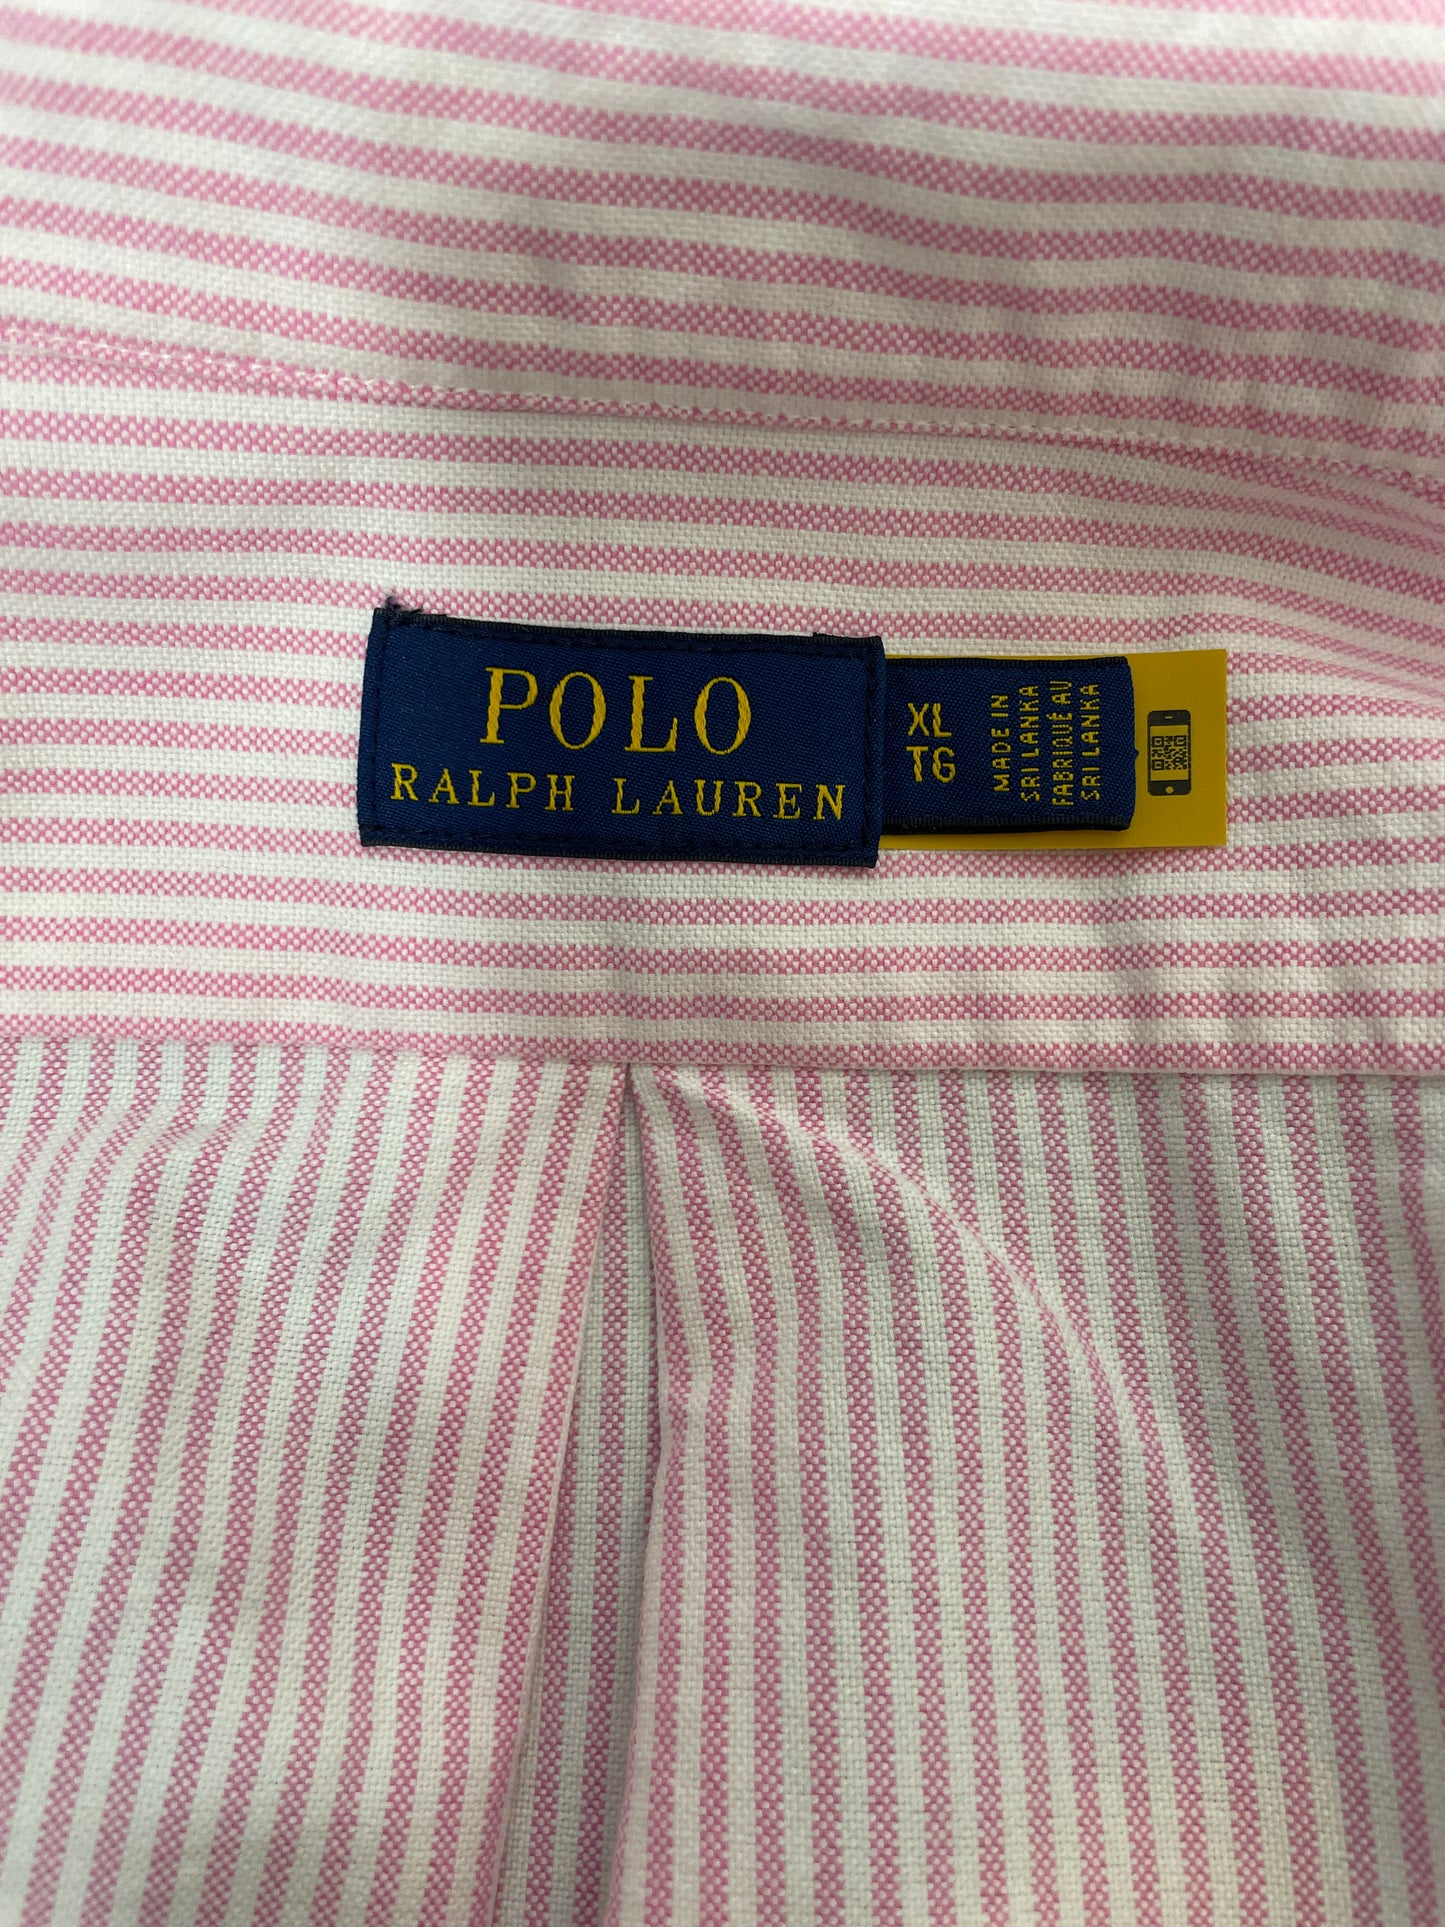 POLO
RALPH LAUREN
XL
TG
MADE IN
SRI LANKA
FABRIQUÉ AU
SRI LANKA